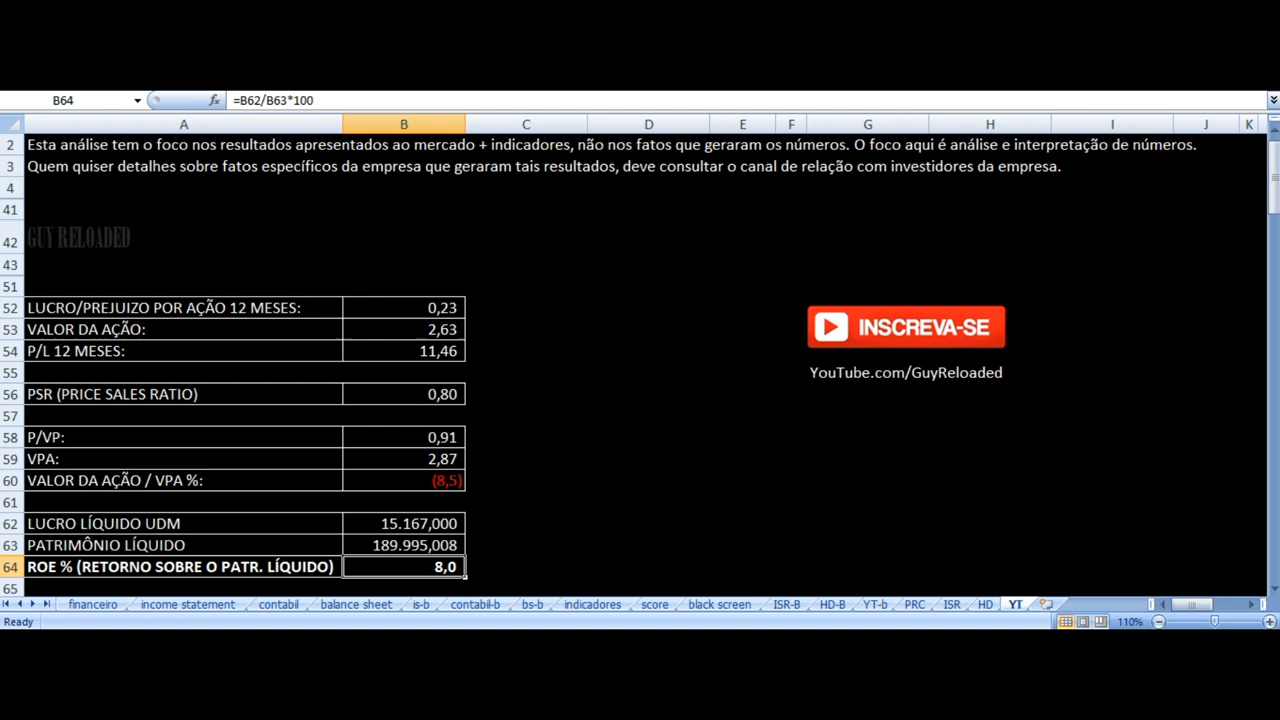 B64
fx
=B62/B63*100
A B C D E F G H I J K
2 Esta análise tem o foco nos resultados apresentados ao mercado + indicadores, não nos fatos que geraram os números. O foco aqui é análise e interpretação de números.
3 Quem quiser detalhes sobre fatos específicos da empresa que geraram tais resultados, deve consultar o canal de relação com investidores da empresa.
4
41
42 GUY RELOADED
43
51
52 LUCRO/PREJUIZO POR AÇÃO 12 MESES: 0,23
53 VALOR DA AÇÃO: 2,63
54 P/L 12 MESES: 11,46
55
56 PSR (PRICE SALES RATIO) 0,80
57
58 P/VP: 0,91
59 VPA: 2,87
60 VALOR DA AÇÃO / VPA %: (8,5)
61
62 LUCRO LÍQUIDO UDM 15.167,000
63 PATRIMÔNIO LÍQUIDO 189.995,008
64 ROE % (RETORNO SOBRE O PATR. LÍQUIDO) 8,0
65
INSCREVA-SE
YouTube.com/GuyReloaded
financeiro income statement contabil balance sheet is-b contabil-b bs-b indicadores score black screen ISR-B HD-B YT-b PRC ISR HD YT
Ready 110%